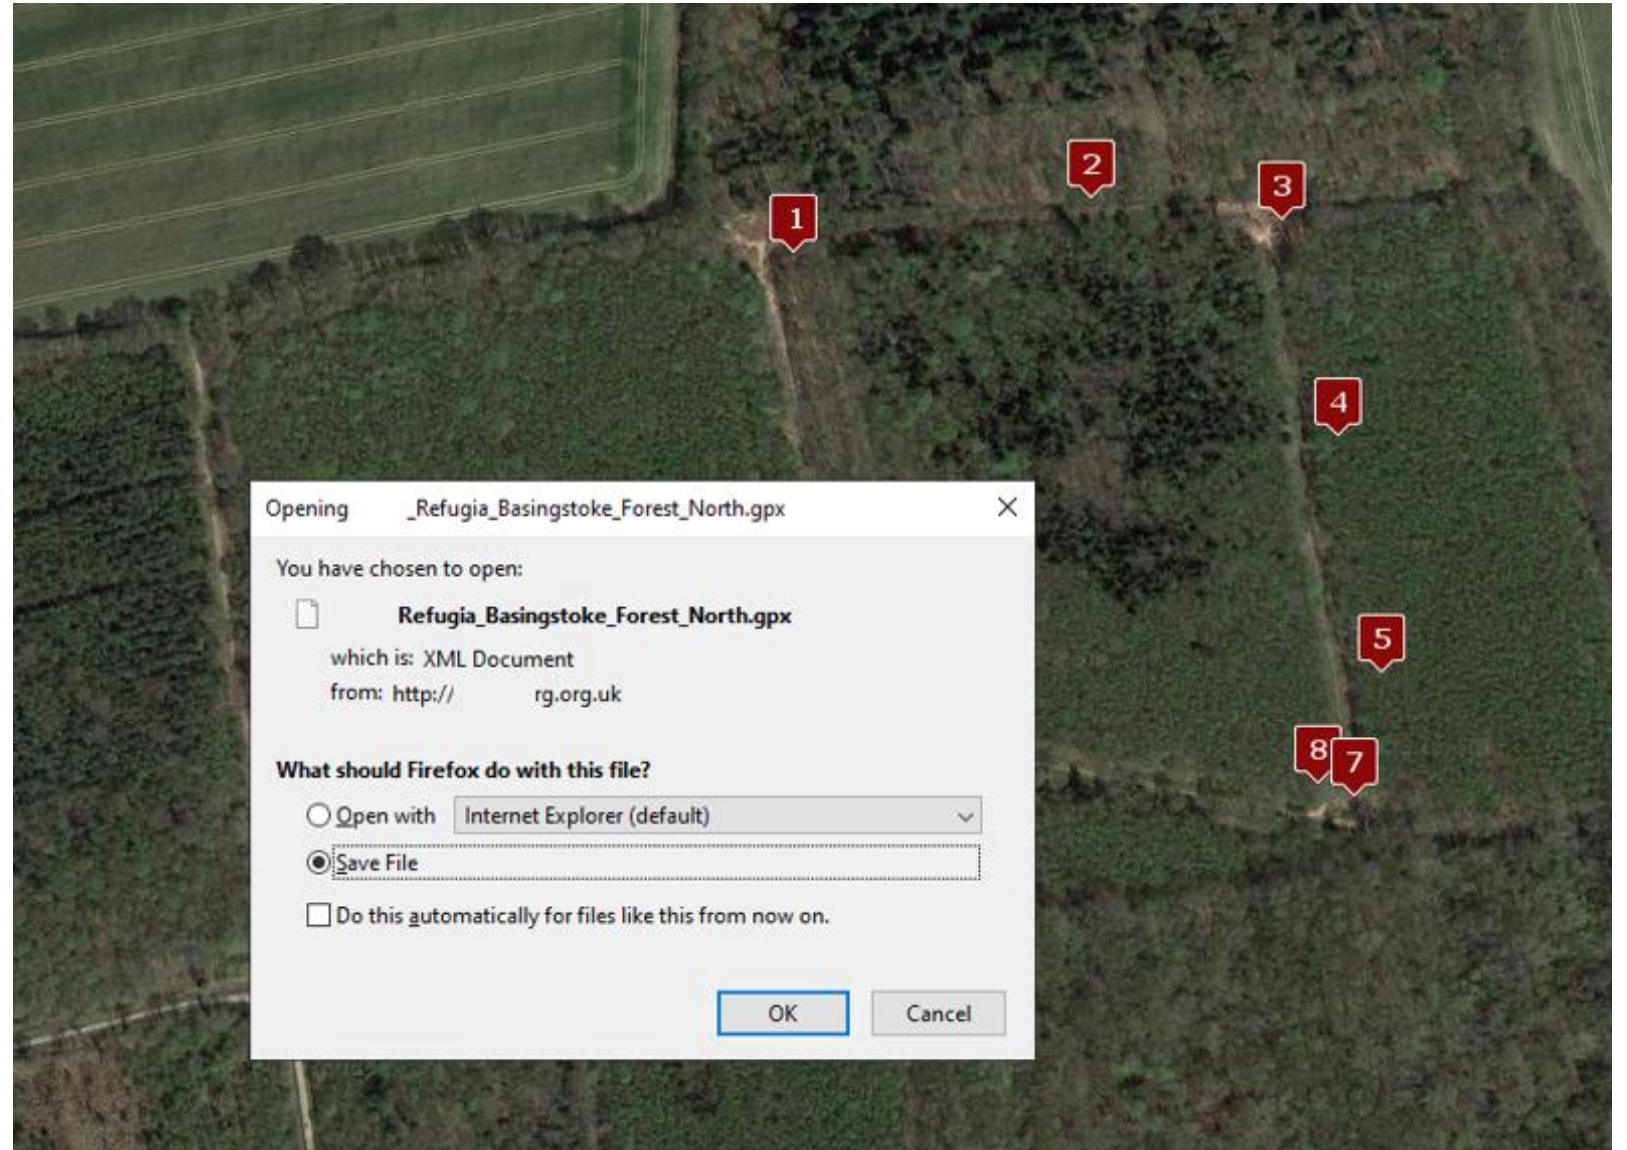 2
3
1
4
Opening _Refugia_Basingstoke_Forest_North.gpx
You have chosen to open:
Refugia_Basingstoke_Forest_North.gpx
which is: XML Document
from: http:// rg.org.uk
5
8
7
What should Firefox do with this file?
Open with Internet Explorer (default)
Save File
Do this automatically for files like this from now on.
OK Cancel